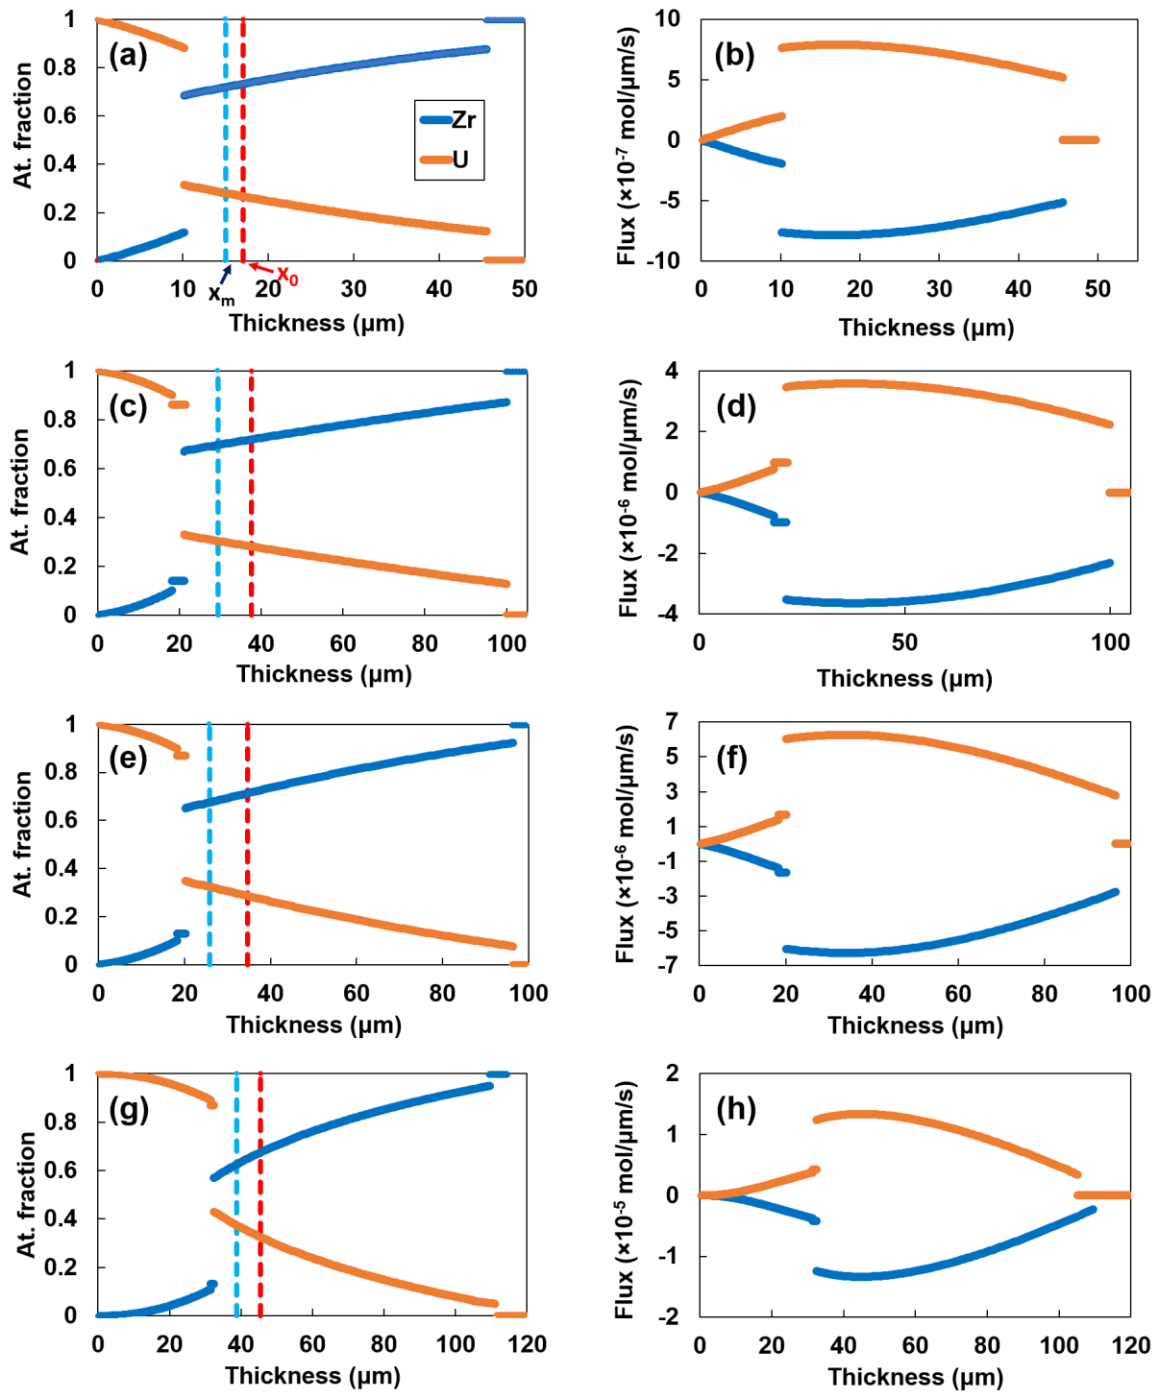 (a)
At. fraction
1
0.8
0.6
0.4
0.2
0
Zr
U
0 10 20 30 40 50
xm x0
Thickness (µm)
(b)
Flux (×10-7 mol/µm/s)
10
5
0
-5
-10
0 10 20 30 40 50
Thickness (µm)
(c)
At. fraction
1
0.8
0.6
0.4
0.2
0
0 20 40 60 80 100
Thickness (µm)
(d)
Flux (×10-6 mol/µm/s)
4
2
0
-2
-4
0 50 100
Thickness (µm)
(e)
At. fraction
1
0.8
0.6
0.4
0.2
0
0 20 40 60 80 100
Thickness (µm)
(f)
Flux (×10-6 mol/µm/s)
7
5
3
1
-1
-3
-5
-7
0 20 40 60 80 100
Thickness (µm)
(g)
At. fraction
1
0.8
0.6
0.4
0.2
0
0 20 40 60 80 100 120
Thickness (µm)
(h)
Flux (×10-5 mol/µm/s)
2
1
0
-1
-2
0 20 40 60 80 100 120
Thickness (µm)